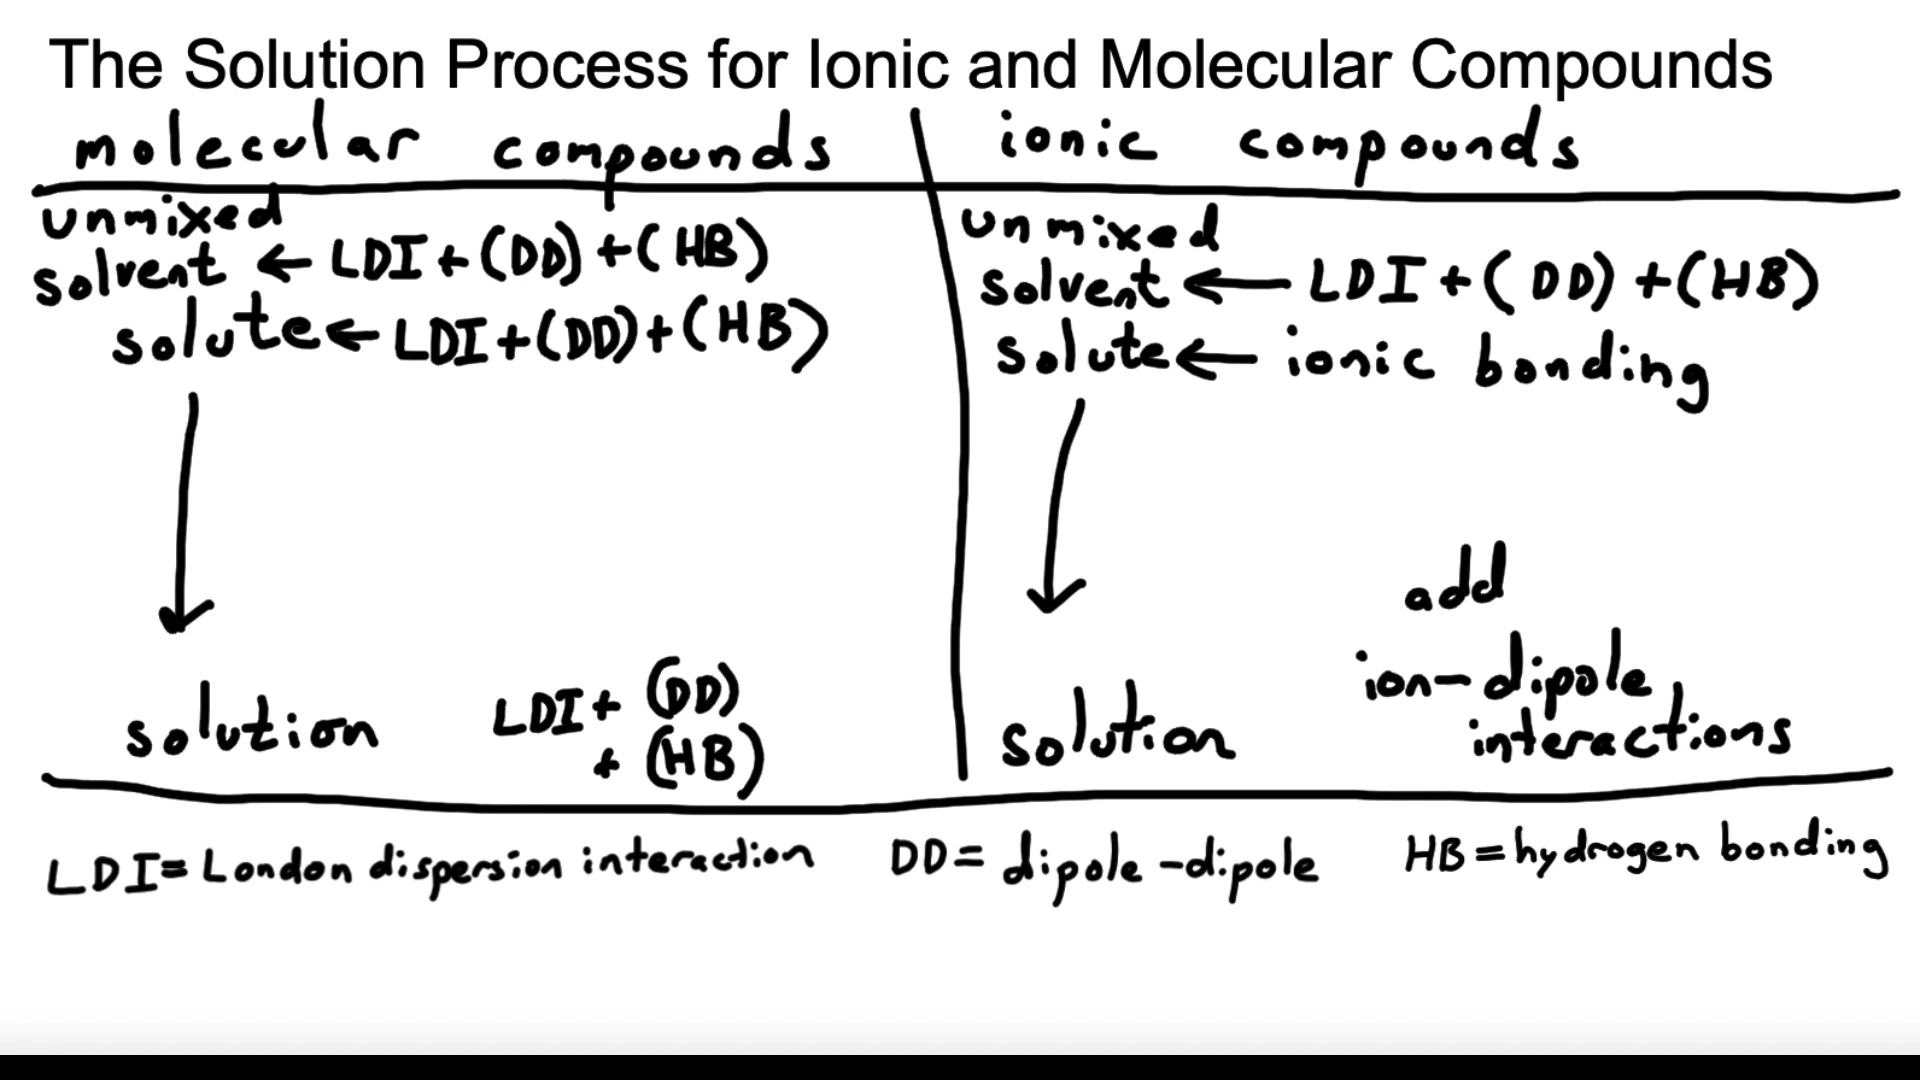 The Solution Process for Ionic and Molecular Compounds
molecular compounds
unmixed
solvent ← LDI + (DD) + (HB)
solute ← LDI + (DD) + (HB)
solution LDI + (DD)
+ (HB)
ionic compounds
unmixed
solvent ← LDI + (DD) + (HB)
solute ← ionic bonding
add
ion-dipole
interactions
solution
LDI = London dispersion interaction DD = dipole-dipole HB = hydrogen bonding